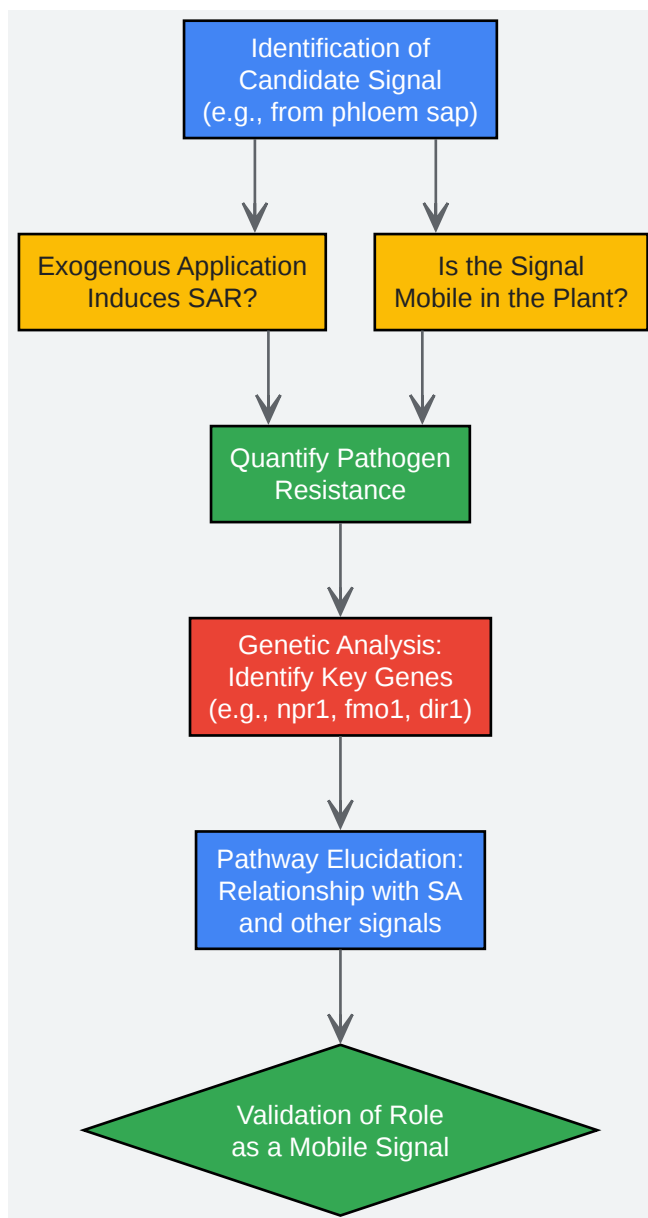 Identification of
Candidate Signal
(e.g., from phloem sap)
Exogenous Application
Induces SAR?
Is the Signal
Mobile in the Plant?
Quantify Pathogen
Resistance
Genetic Analysis:
Identify Key Genes
(e.g., npr1, fmo1, dir1)
Pathway Elucidation:
Relationship with SA
and other signals
Validation of Role
as a Mobile Signal